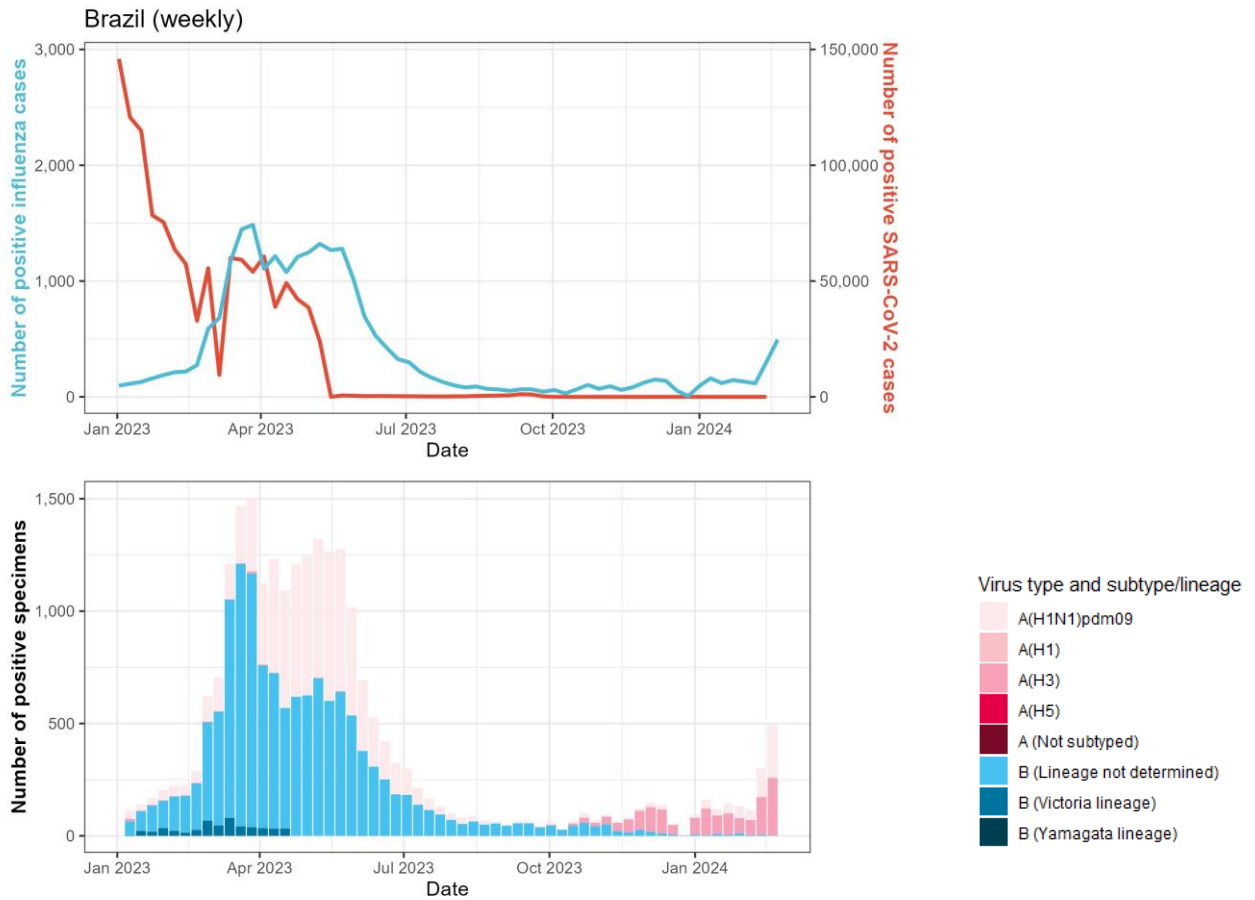 Brazil (weekly)
Number of positive influenza cases
3,000
2,000
1,000
0
150,000
100,000
50,000
0
Number of positive SARS-CoV-2 cases
Jan 2023
Apr 2023
Jul 2023
Oct 2023
Jan 2024
Date
Number of positive specimens
1,500
1,000
500
0
Jan 2023
Apr 2023
Jul 2023
Oct 2023
Jan 2024
Date
Virus type and subtype/lineage
A(H1N1)pdm09
A(H1)
A(H3)
A(H5)
A (Not subtyped)
B (Lineage not determined)
B (Victoria lineage)
B (Yamagata lineage)